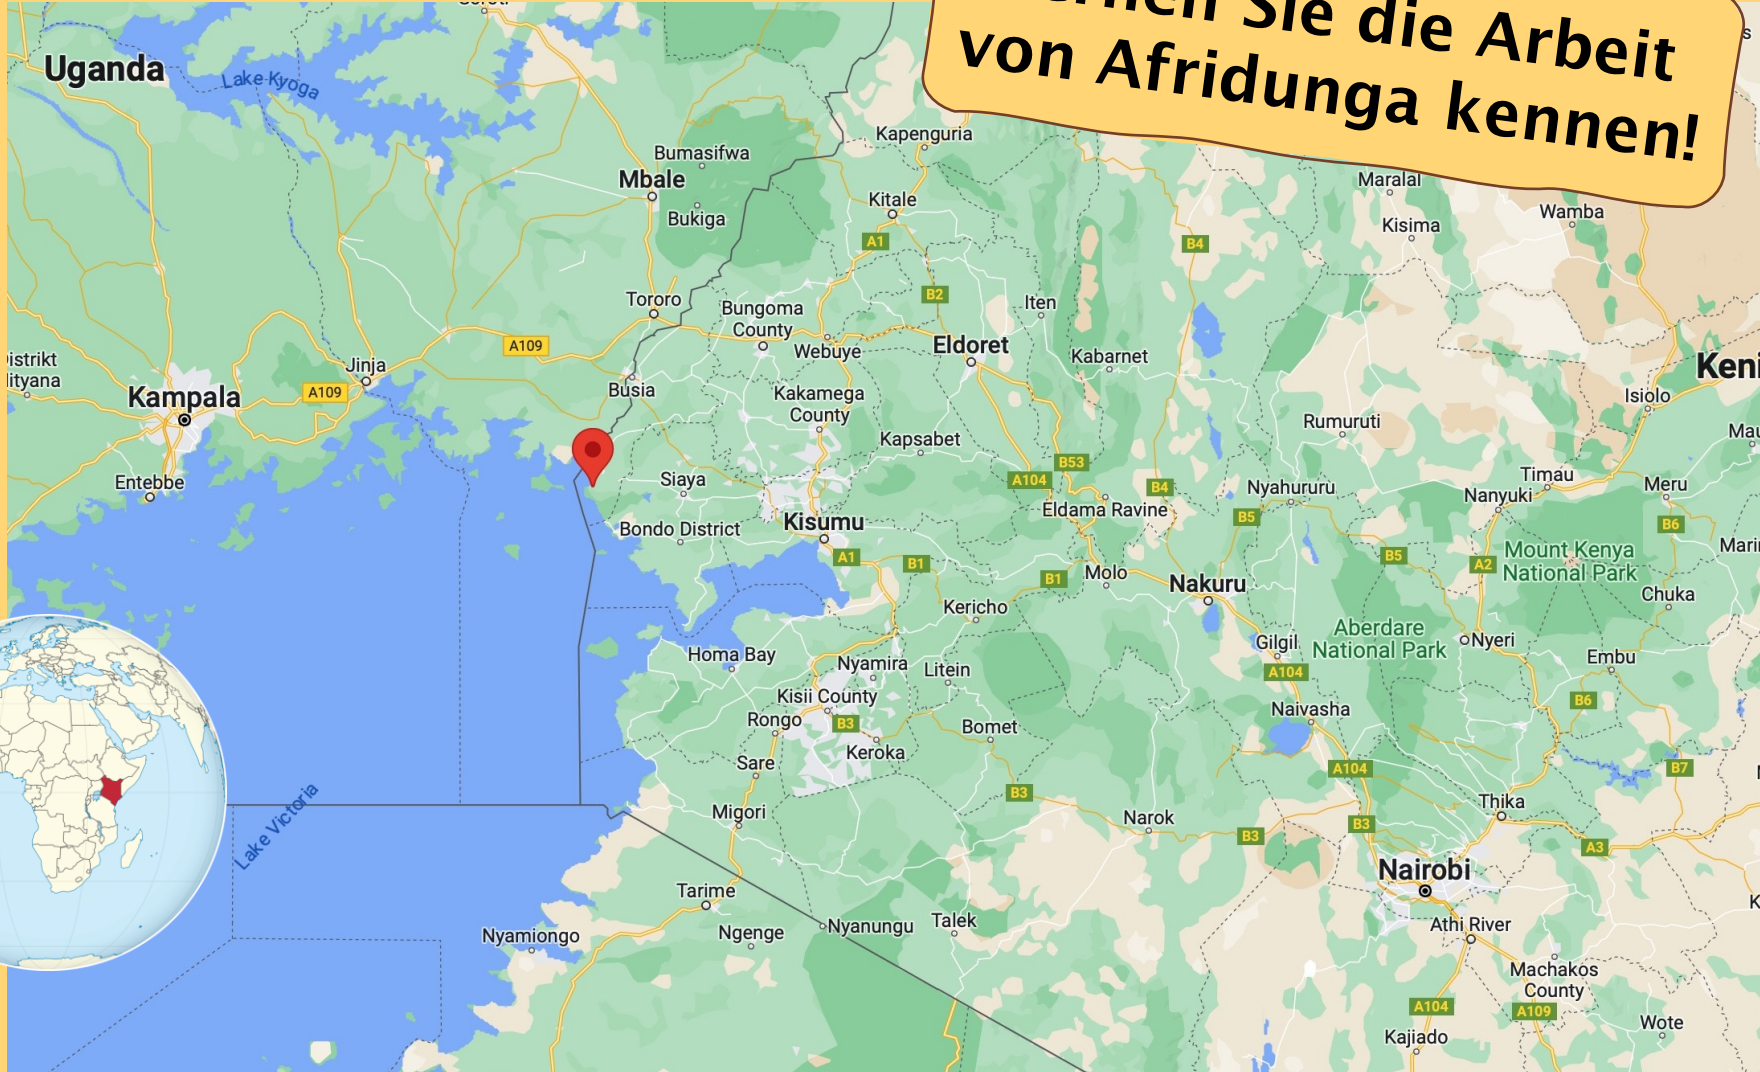 Sie die Arbeit
von Afridunga kennen!
Uganda
Lake Kyoga
Kapenguria
Bumasifwa
Mbale
Maralal
Kitale
Wamba
Bukiga
Kisima
A1
B4
B2
Tororo
Iten
Bungoma
County
A109
Eldoret
Webuye
Kabarnet
Jinja
Busia
Kakamega
County
A109
Kampala
Isiolo
Rumuruti
Kapsabet
B53
Siaya
A104
Timau
Entebbe
B4
Nyahururu
Meru
Nanyuki
Eldama Ravine
B5
Kisumu
B6
Bondo District
A1
B1
B5
A2
Mount Kenya
National Park
B1
Molo
Nakuru
Chuka
Kericho
Aberdare
National Park
Nyeri
Gilgil
Homa Bay
Nyamira
Litein
A104
Embu
Kisii County
B6
Rongo
B3
Naivasha
Bomet
Keroka
Sare
A104
B7
B3
Thika
Migori
Narok
B3
B3
Lake Victoria
A3
Nairobi
Tarime
Nyamiongo
Ngenge
Nyanungu
Talek
Athi River
Machakos
County
A104
A109
Kajiado
Wote